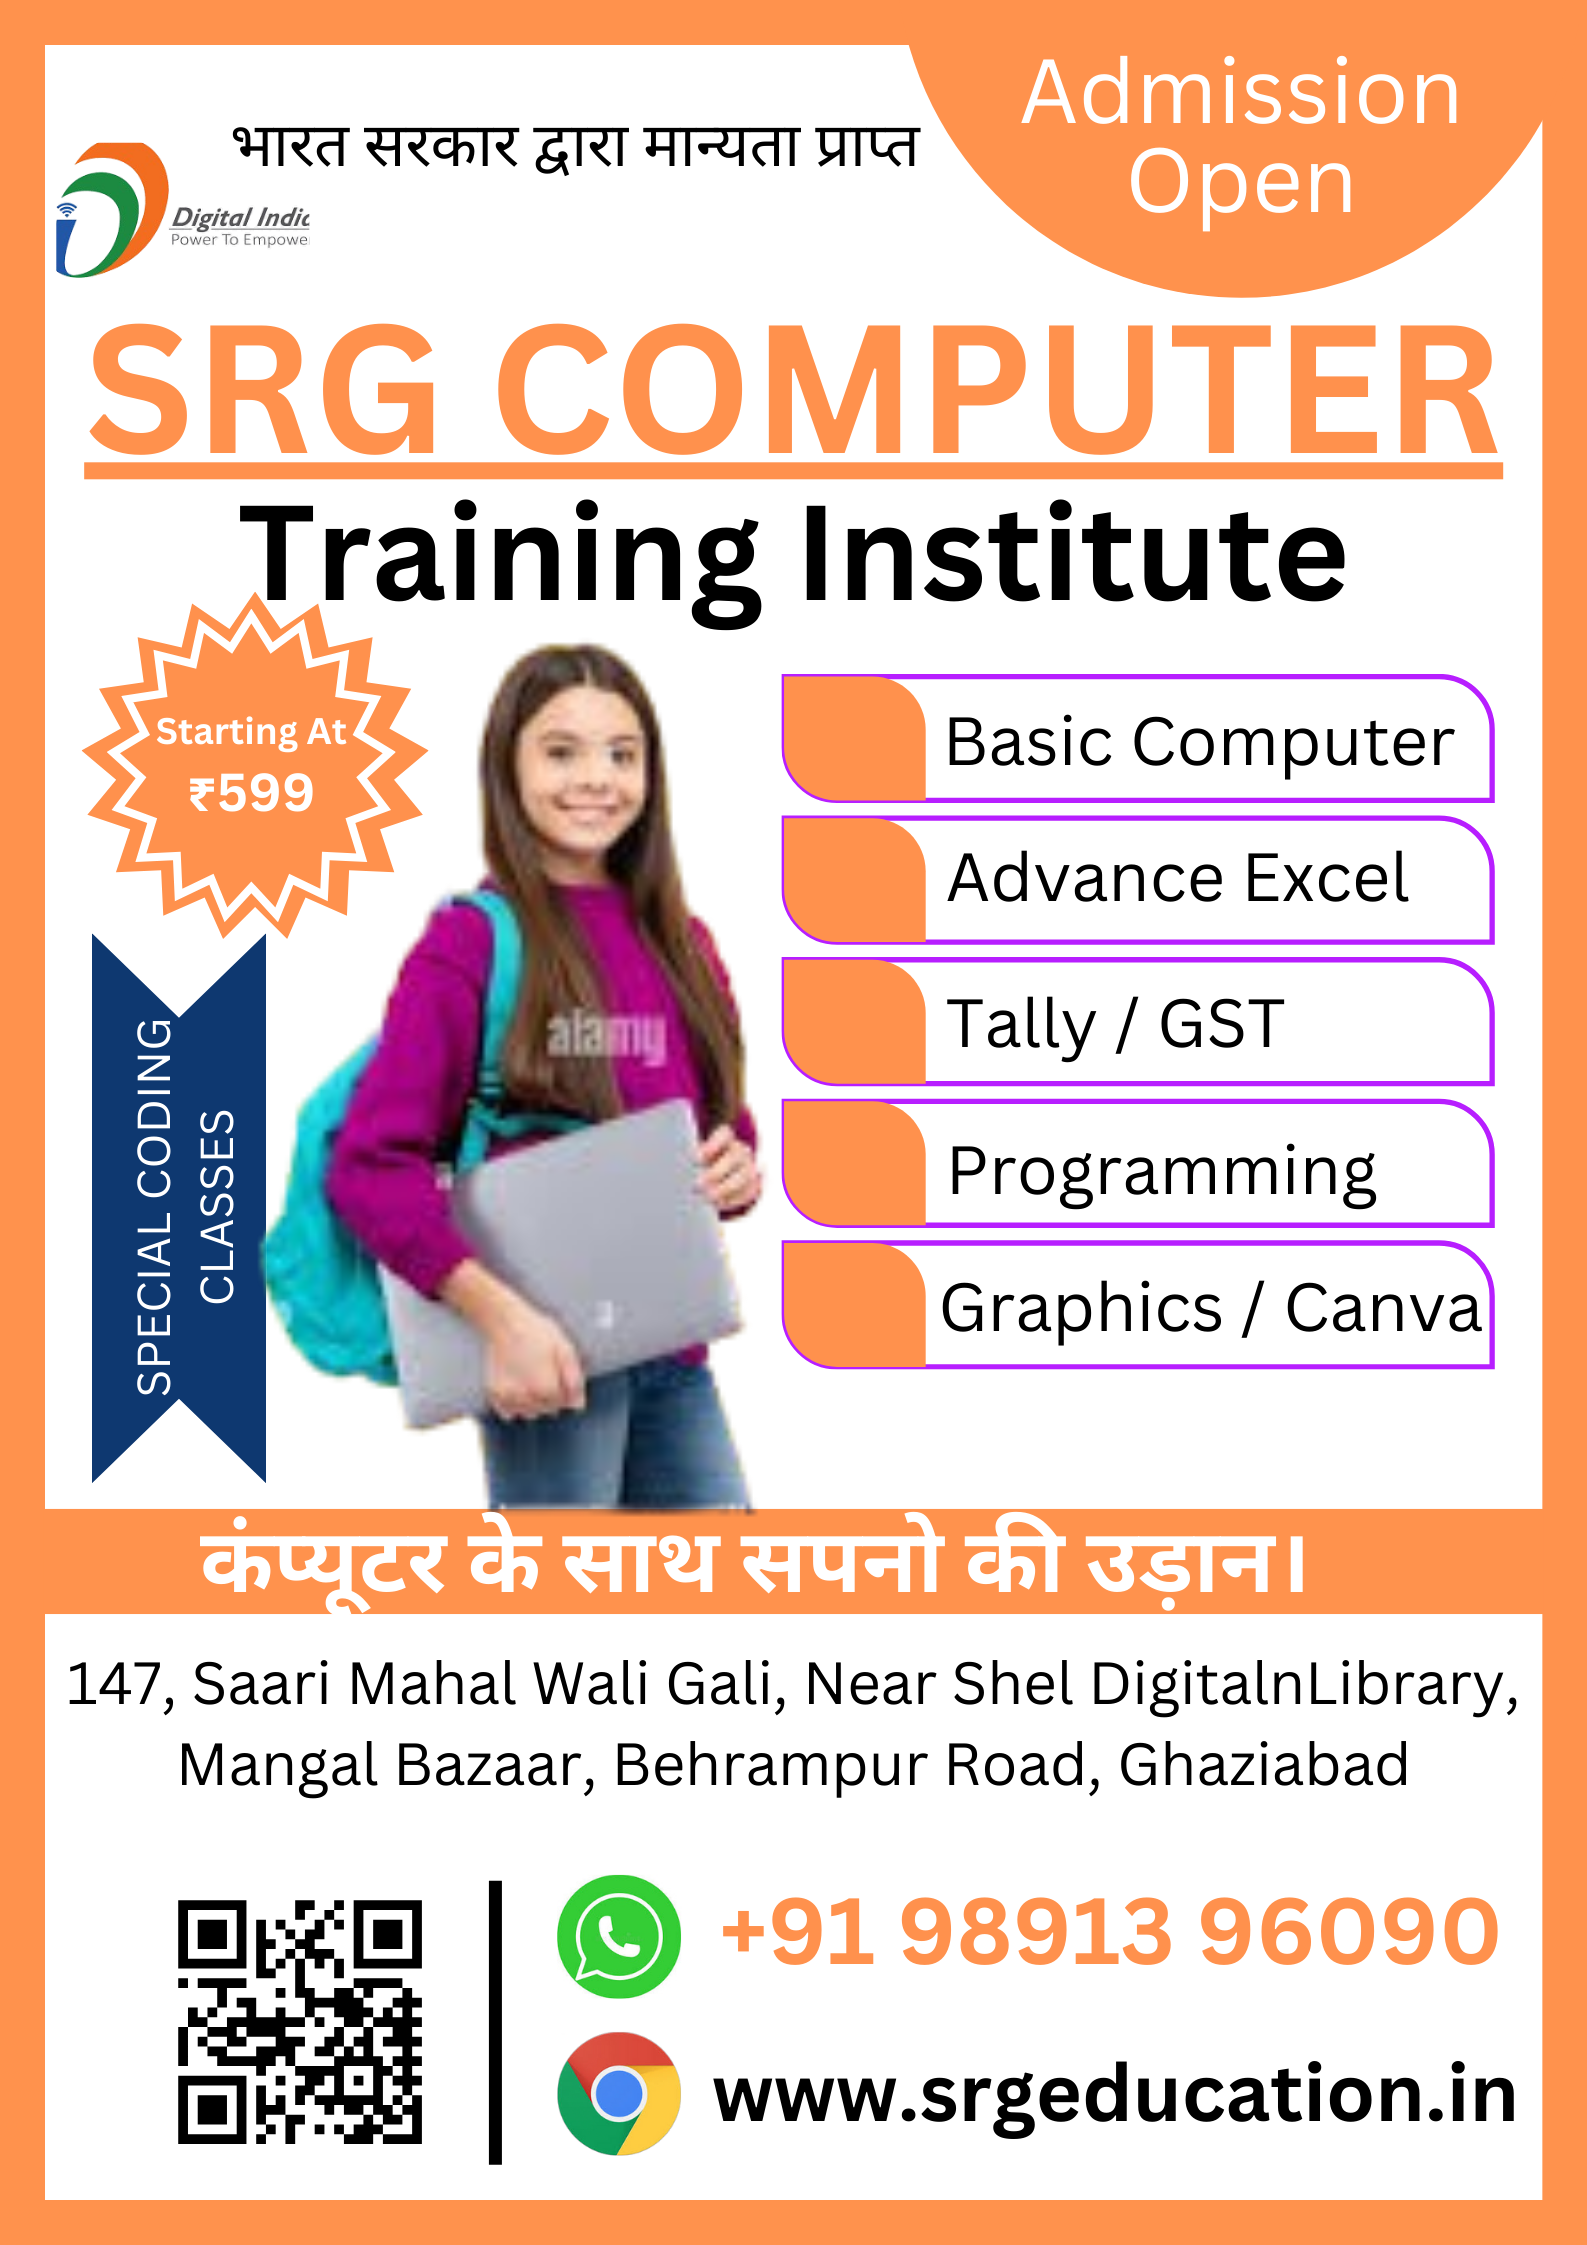 Admission
Open
भारत सरकार द्वारा मान्यता प्राप्त
Digital Indic
Power To Empowe
SRG COMPUTER
Training Institute
Starting At
₹599
SPECIAL CODING
CLASSES
Basic Computer
Advance Excel
Tally / GST
Programming
Graphics / Canva
alamy
a
कंप्यूटर के साथ सपनो की उड़ान।
147, Saari Mahal Wali Gali, Near Shel DigitalnLibrary,
Mangal Bazaar, Behrampur Road, Ghaziabad
+91 98913 96090
www.srgeducation.in